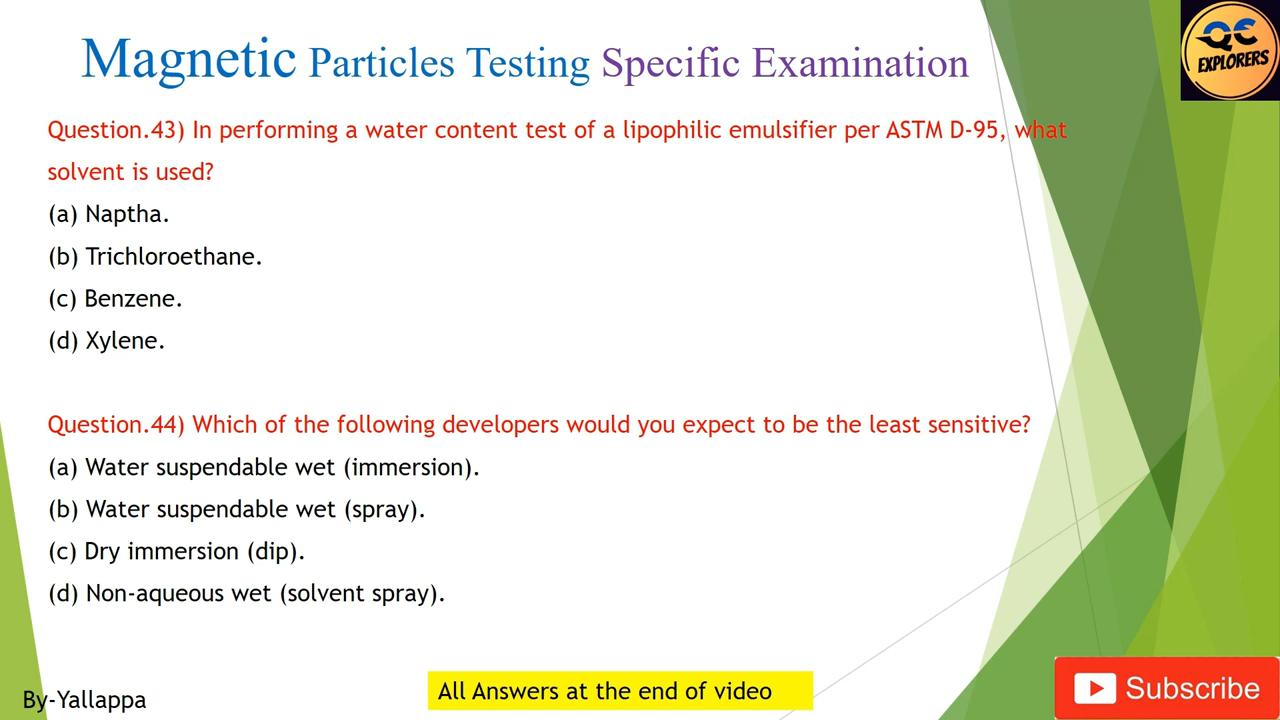 Magnetic Particles Testing Specific Examination
QC
EXPLORERS
Question.43) In performing a water content test of a lipophilic emulsifier per ASTM D-95, what
solvent is used?
(a) Naptha.
(b) Trichloroethane.
(c) Benzene.
(d) Xylene.
Question.44) Which of the following developers would you expect to be the least sensitive?
(a) Water suspendable wet (immersion).
(b) Water suspendable wet (spray).
(c) Dry immersion (dip).
(d) Non-aqueous wet (solvent spray).
By-Yallappa
All Answers at the end of video
Subscribe